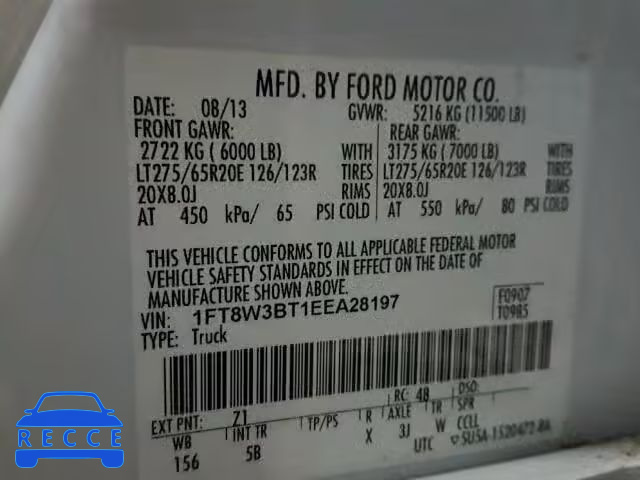 MFD. BY FORD MOTOR CO.
DATE: 08/13 GVWR: 5216 KG (11500 LB)
FRONT GAWR: REAR GAWR:
2722 KG ( 6000 LB) WITH 3175 KG ( 7000 LB) WITH
LT275/65R20E 126/123R TIRES LT275/65R20E 126/123R TIRES
20X8.0J RIMS 20X8.0J RIMS
AT 450 kPa/ 65 PSI COLD AT 550 kPa/ 80 PSI COLD
THIS VEHICLE CONFORMS TO ALL APPLICABLE FEDERAL MOTOR
VEHICLE SAFETY STANDARDS IN EFFECT ON THE DATE OF
MANUFACTURE SHOWN ABOVE.
VIN: 1FT8W3BT1EEA28197 F0907
TYPE: Truck T0985
EXT PNT: Z1 RC: 48 DSO:
WB INT TR TP/PS R AXLE TR SPR
156 5B X 3J W CCLL
UTC
RECCE